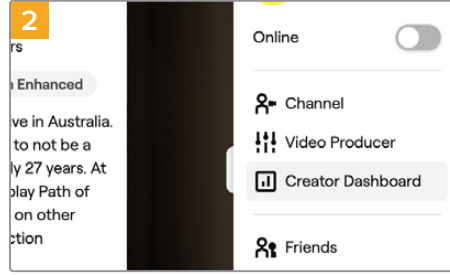 2
rs
Enhanced
ve in Australia.
to not be a
ly 27 years. At
play Path of
on other
ction
Online
Channel
Video Producer
Creator Dashboard
Friends